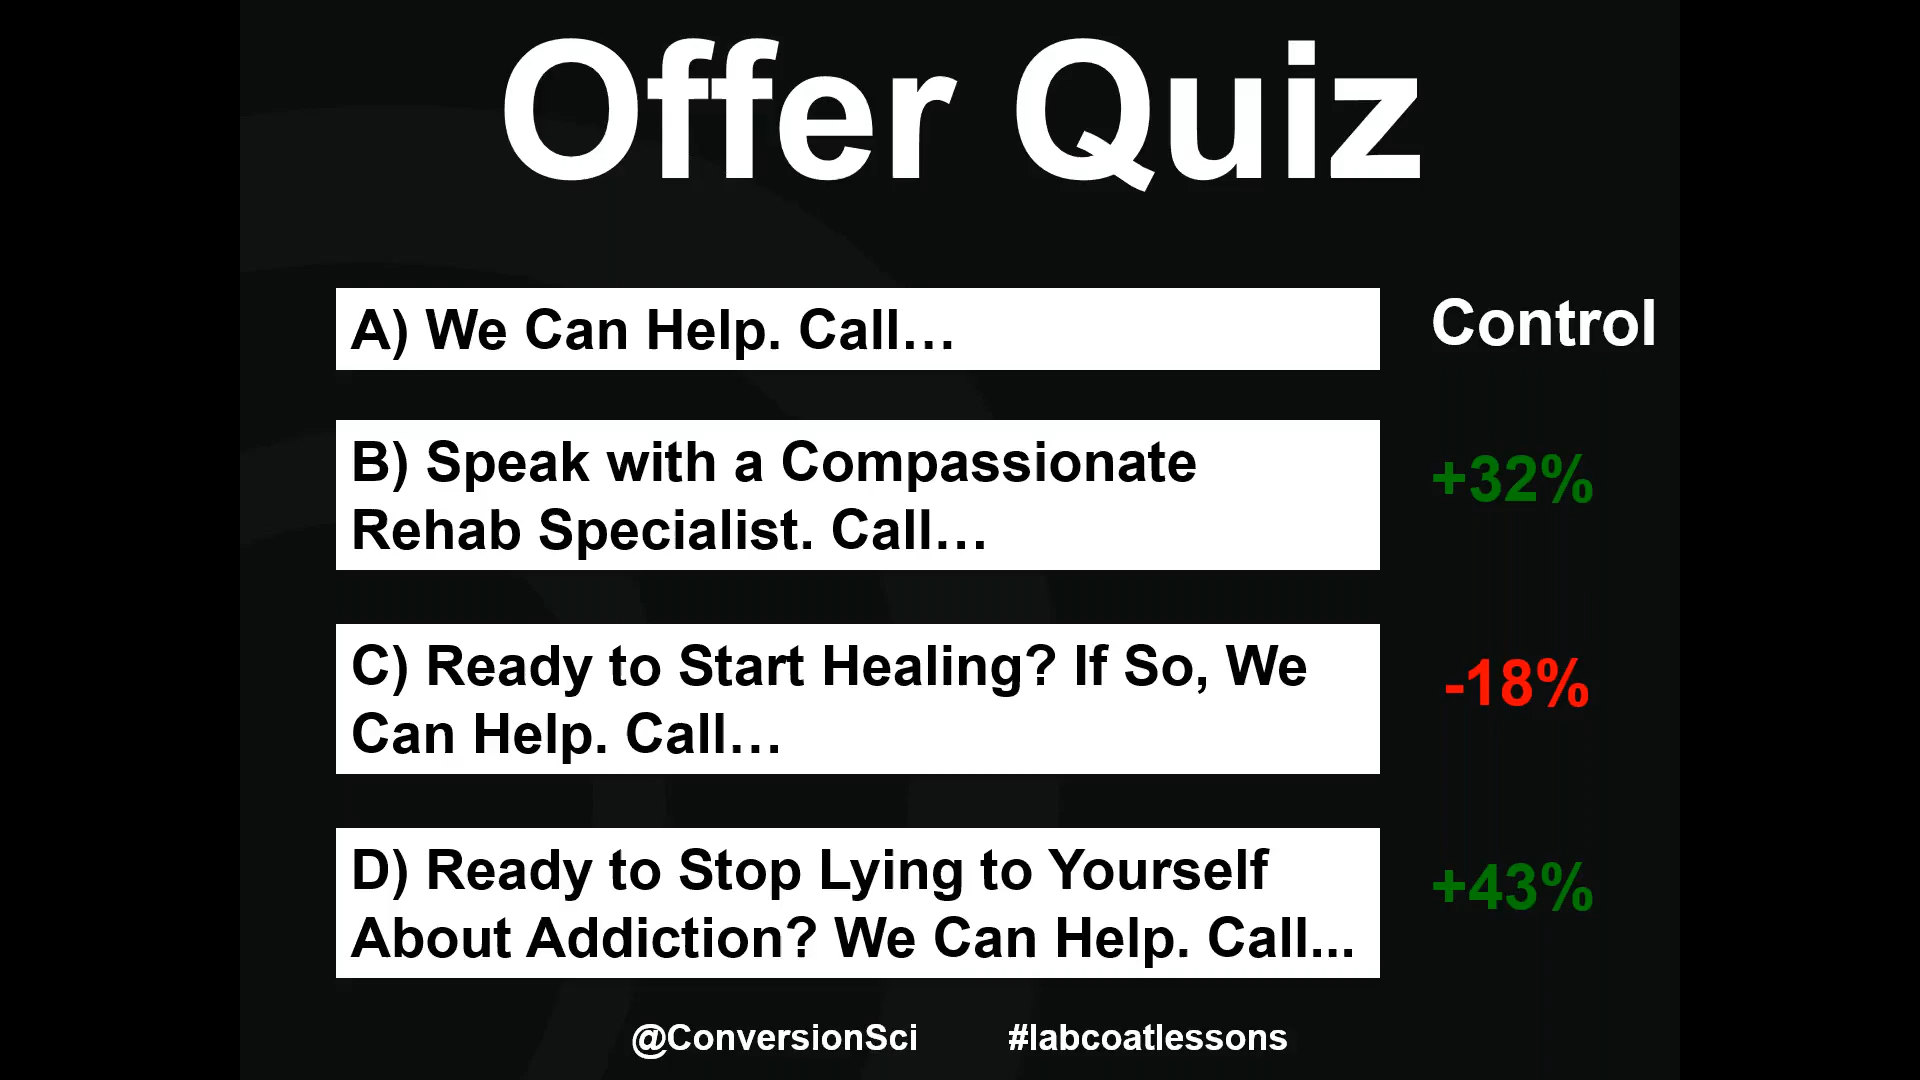 Offer Quiz
A) We Can Help. Call…
Control
B) Speak with a Compassionate
Rehab Specialist. Call…
+32%
C) Ready to Start Healing? If So, We
Can Help. Call…
-18%
D) Ready to Stop Lying to Yourself
About Addiction? We Can Help. Call...
+43%
@ConversionSci #labcoatlessons